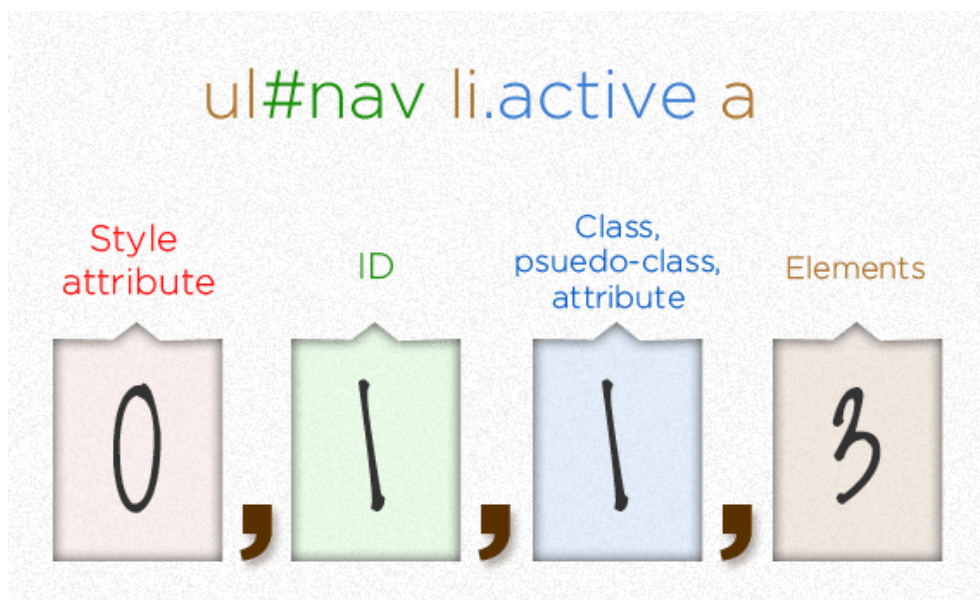 ul#nav li.active a
Style
attribute
ID
Class,
psuedo-class,
attribute
Elements
0 , 1 , 1 , 3